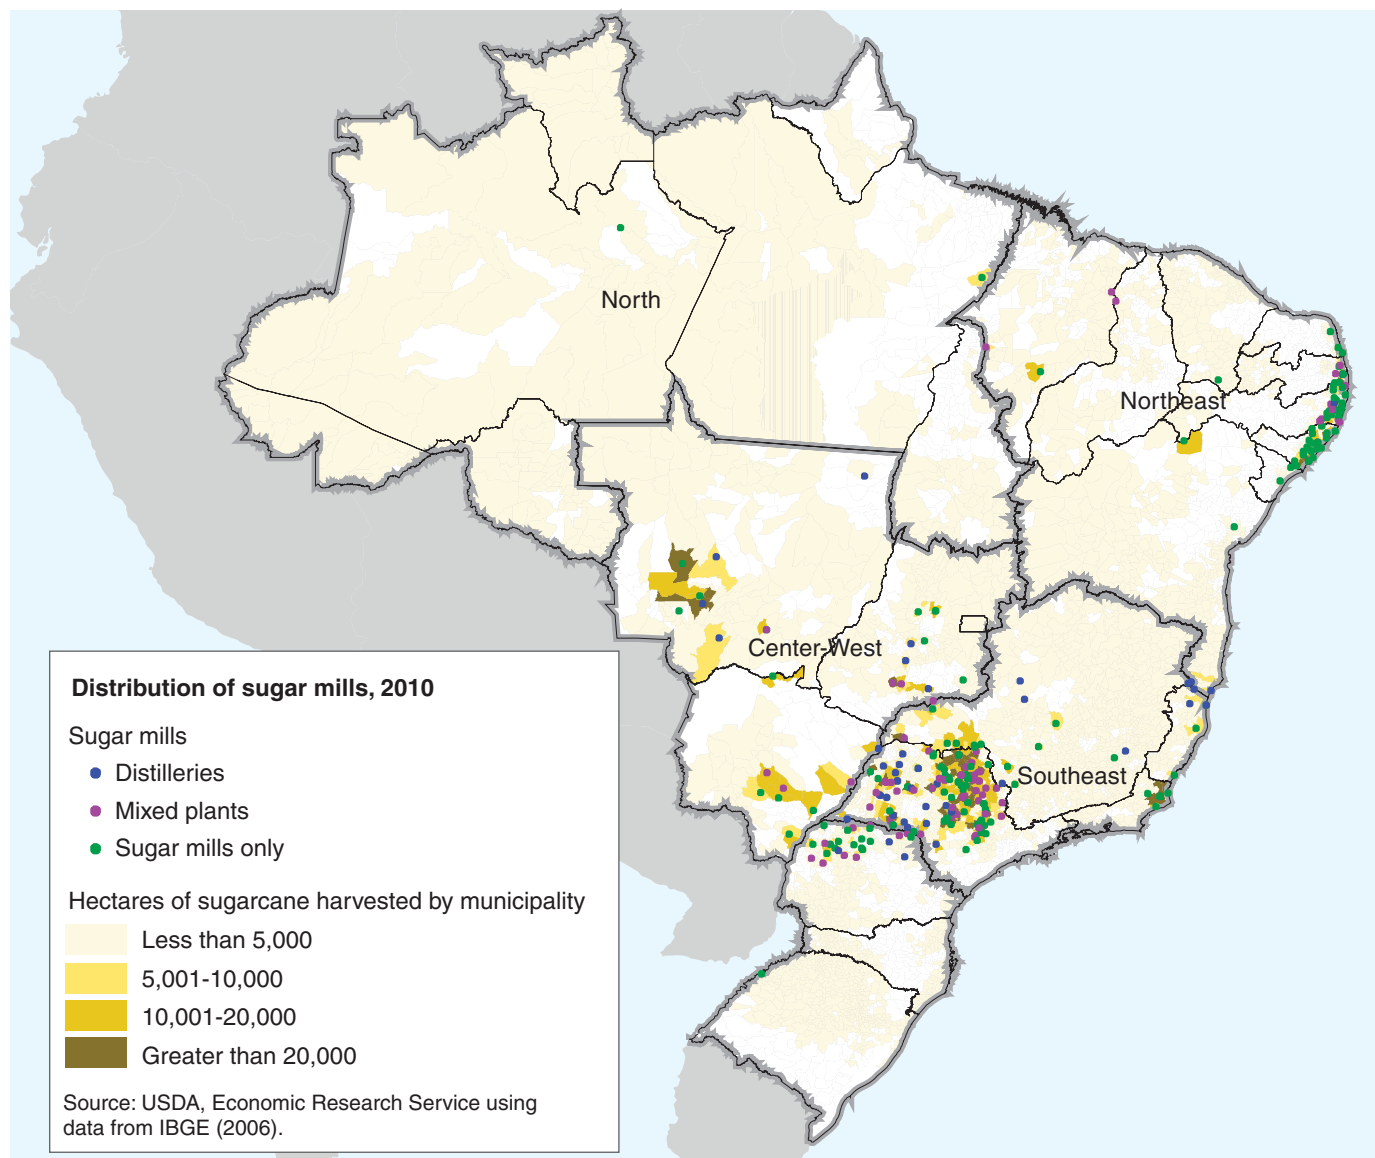 North
Northeast
Center-West
Southeast
Distribution of sugar mills, 2010
Sugar mills
Distilleries
Mixed plants
Sugar mills only
Hectares of sugarcane harvested by municipality
Less than 5,000
5,001-10,000
10,001-20,000
Greater than 20,000
Source: USDA, Economic Research Service using
data from IBGE (2006).